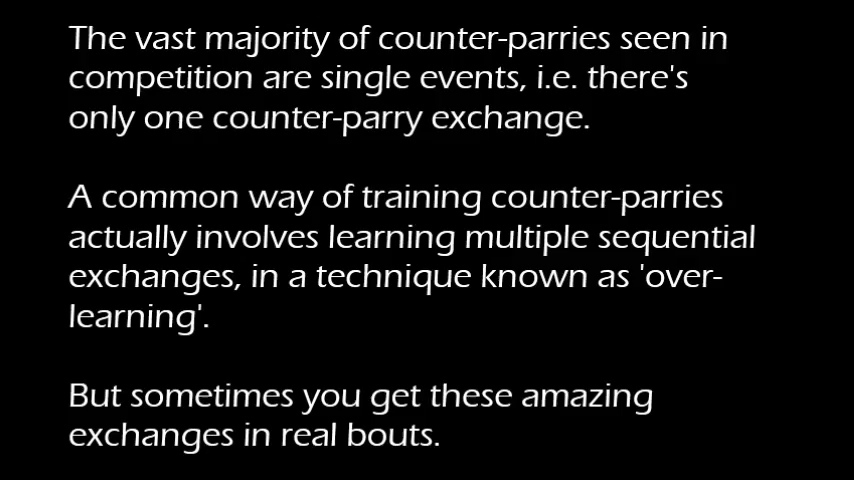 The vast majority of counter-parries seen in
competition are single events, i.e. there's
only one counter-parry exchange.
A common way of training counter-parries
actually involves learning multiple sequential
exchanges, in a technique known as 'over-
learning'.
But sometimes you get these amazing
exchanges in real bouts.